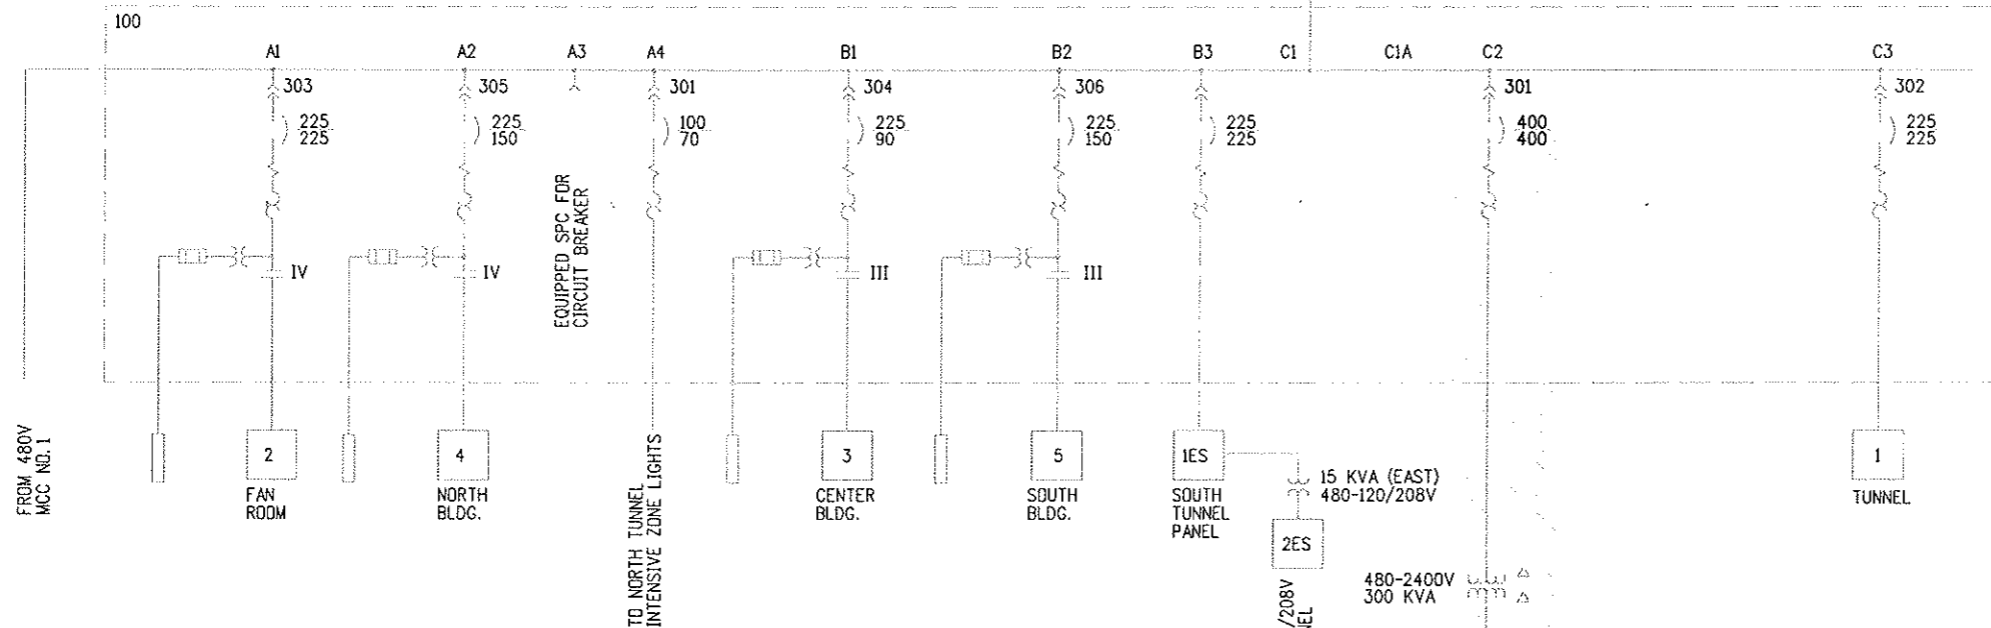 100
A1
A2
A3
A4
B1
B2
B3
C1
C1A
C2
C3
303
305
301
304
306
301
302
225
225
225
150
100
70
225
90
225
150
225
225
400
400
225
225
EQUIPPED SPC FOR
CIRCUIT BREAKER
IV
IV
III
III
FROM 480V
MCC NO.1
2
FAN
ROOM
4
NORTH
BLDG.
TO NORTH TUNNEL
INTENSIVE ZONE LIGHTS
3
CENTER
BLDG.
5
SOUTH
BLDG.
1ES
SOUTH
TUNNEL
PANEL
15 KVA (EAST)
480-120/208V
2ES
/208V
NEL
480-2400V
300 KVA
1
TUNNEL